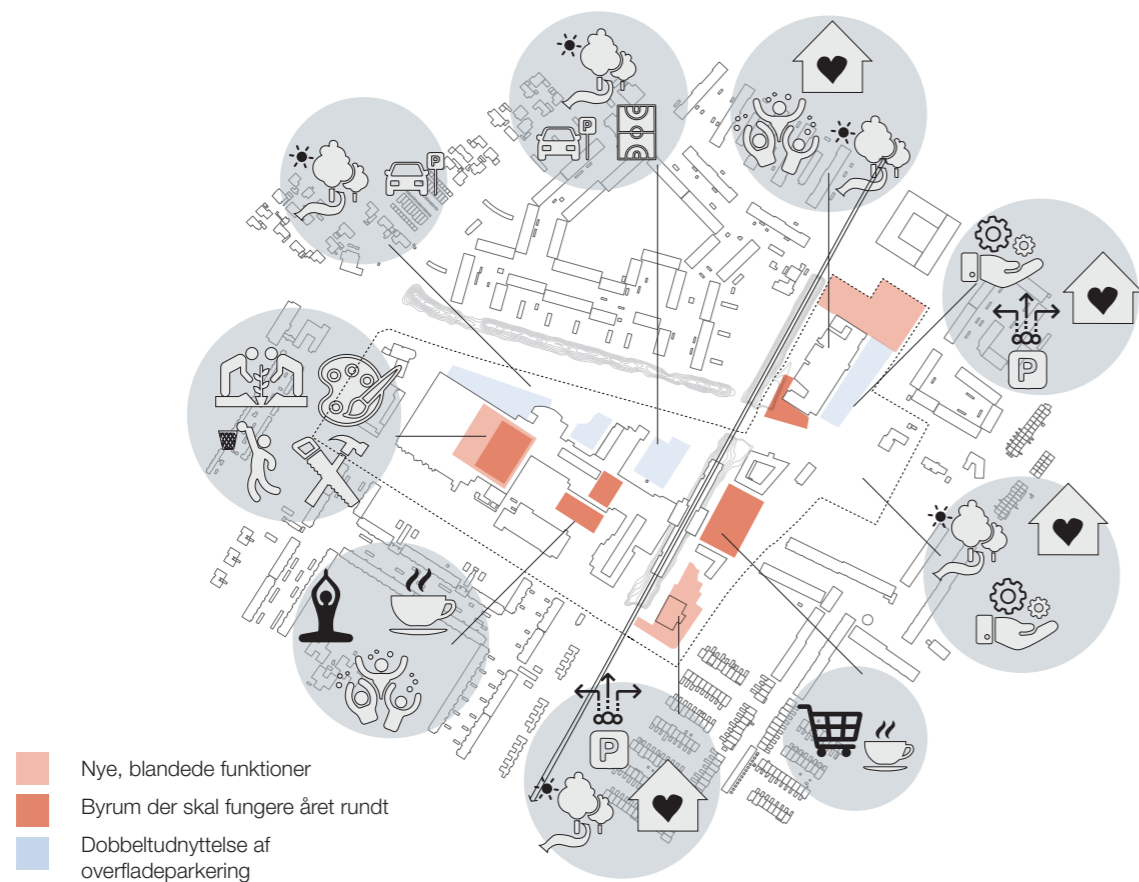 P
P
P
P
Nye, blandede funktioner
Byrum der skal fungere året rundt
Dobbeltudnyttelse af
overfladeparkering